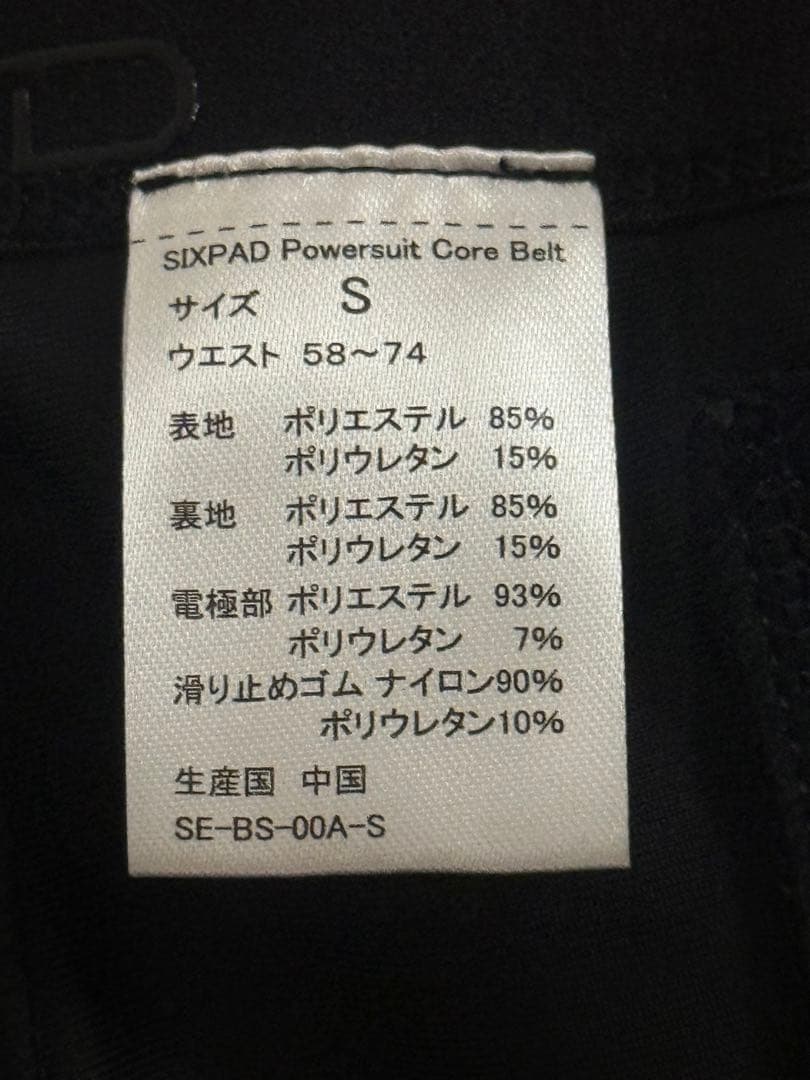 D
SIXPAD Powersuit Core Belt
サイズ S
ウエスト 58～74
表地 ポリエステル 85%
ポリウレタン 15%
裏地 ポリエステル 85%
ポリウレタン 15%
電極部 ポリエステル 93%
ポリウレタン 7%
滑り止めゴム ナイロン90%
ポリウレタン10%
生産国 中国
SE-BS-00A-S